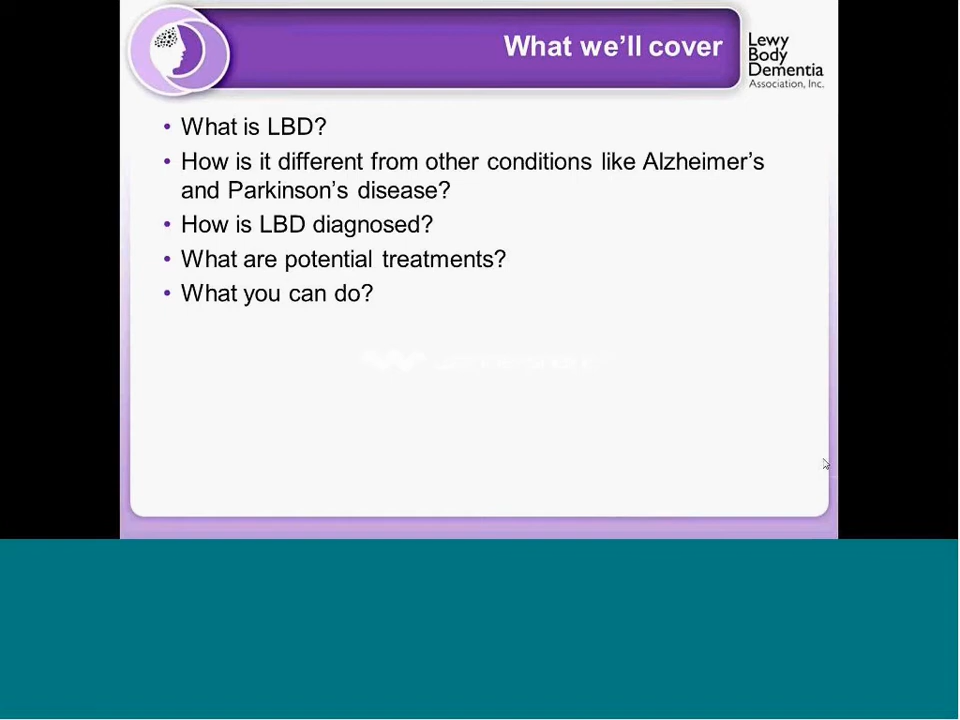 What we'll cover
Lewy
Body
Dementia
Association, Inc.
• What is LBD?
• How is it different from other conditions like Alzheimer's
and Parkinson's disease?
• How is LBD diagnosed?
• What are potential treatments?
• What you can do?